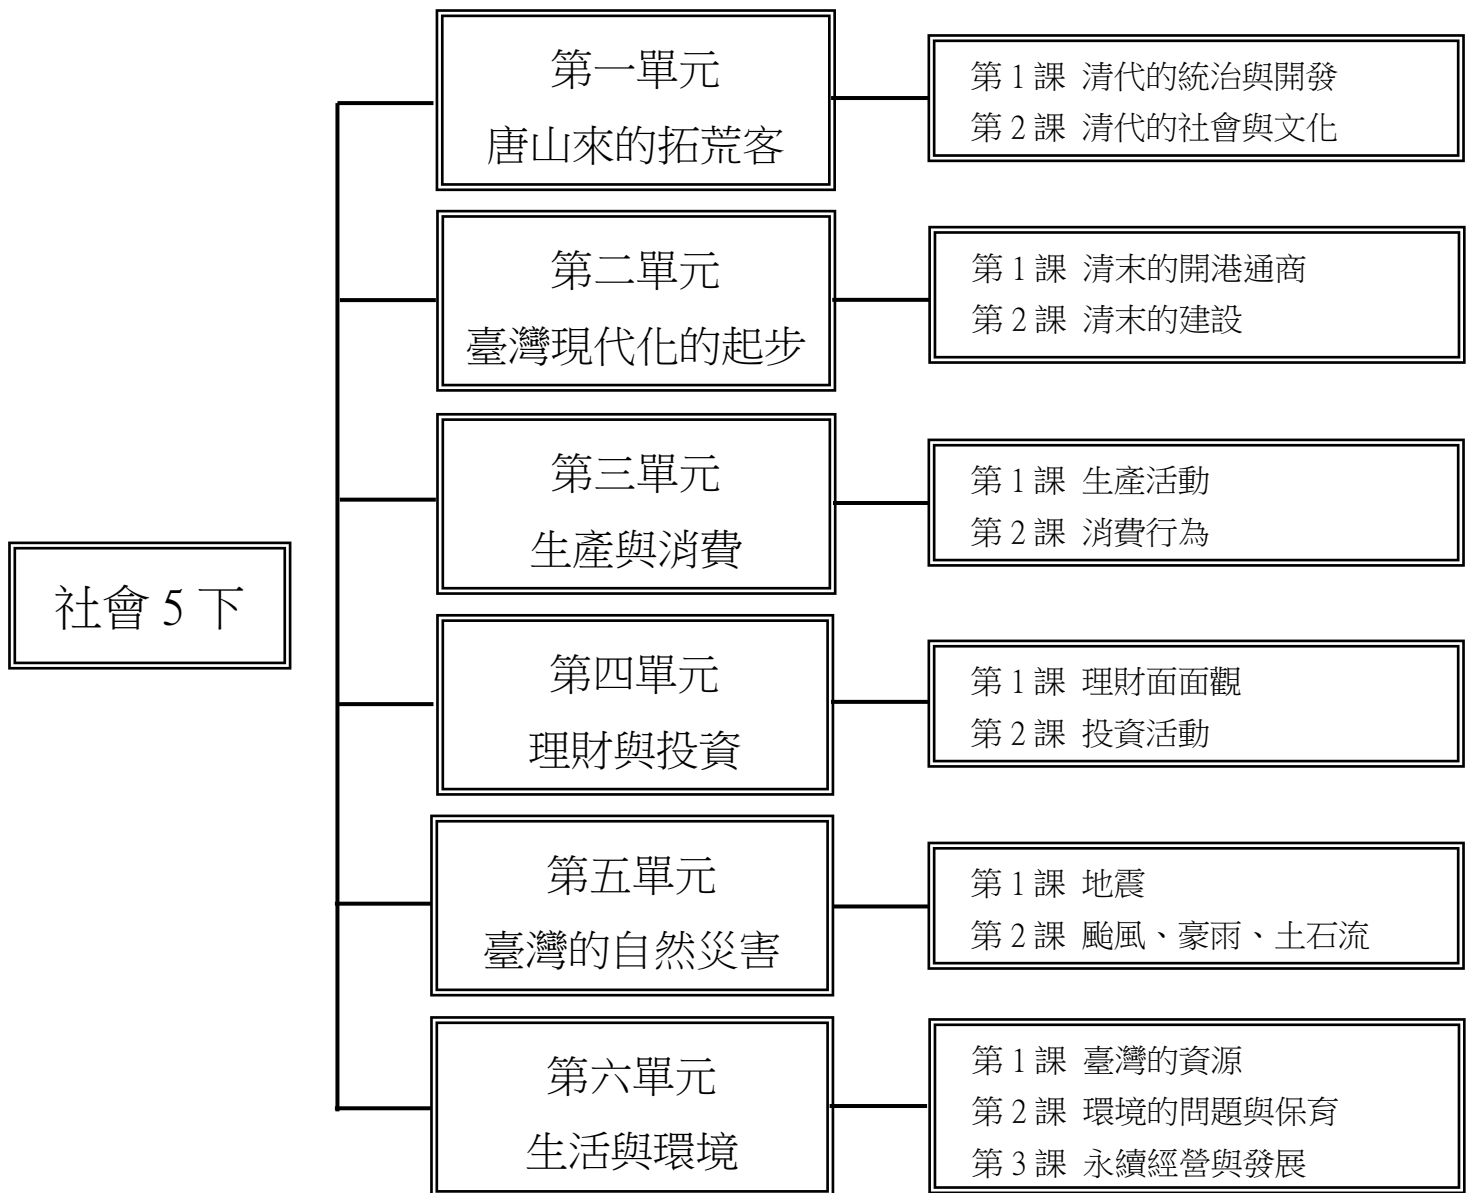 社會 5 下
第一單元
唐山來的拓荒客
第 1 課 清代的統治與開發
第 2 課 清代的社會與文化
第二單元
臺灣現代化的起步
第 1 課 清末的開港通商
第 2 課 清末的建設
第三單元
生產與消費
第 1 課 生產活動
第 2 課 消費行為
第四單元
理財與投資
第 1 課 理財面面觀
第 2 課 投資活動
第五單元
臺灣的自然災害
第 1 課 地震
第 2 課 颱風、豪雨、土石流
第六單元
生活與環境
第 1 課 臺灣的資源
第 2 課 環境的問題與保育
第 3 課 永續經營與發展